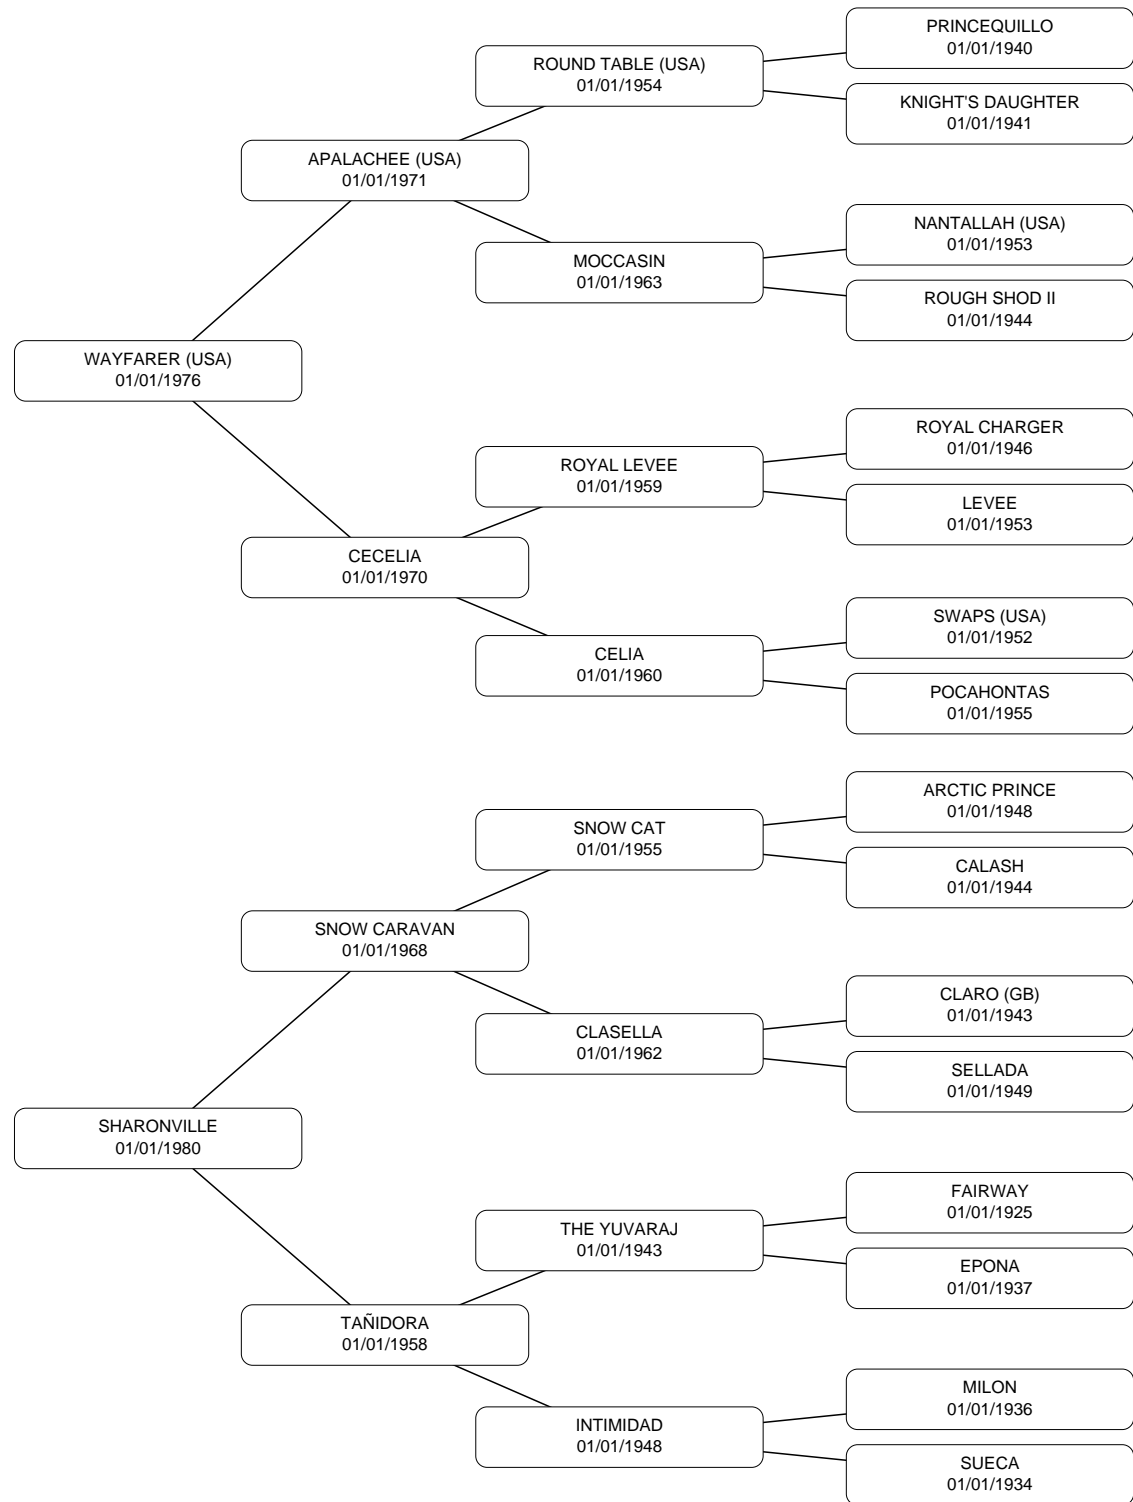 PRINCEQUILLO
01/01/1940
ROUND TABLE (USA)
01/01/1954
KNIGHT'S DAUGHTER
01/01/1941
APALACHEE (USA)
01/01/1971
NANTALLAH (USA)
01/01/1953
MOCCASIN
01/01/1963
ROUGH SHOD II
01/01/1944
WAYFARER (USA)
01/01/1976
ROYAL CHARGER
01/01/1946
ROYAL LEVEE
01/01/1959
LEVEE
01/01/1953
CECELIA
01/01/1970
SWAPS (USA)
01/01/1952
CELIA
01/01/1960
POCAHONTAS
01/01/1955
ARCTIC PRINCE
01/01/1948
SNOW CAT
01/01/1955
CALASH
01/01/1944
SNOW CARAVAN
01/01/1968
CLARO (GB)
01/01/1943
CLASELLA
01/01/1962
SELLADA
01/01/1949
SHARONVILLE
01/01/1980
FAIRWAY
01/01/1925
THE YUVARAJ
01/01/1943
EPONA
01/01/1937
TAÑIDORA
01/01/1958
MILON
01/01/1936
INTIMIDAD
01/01/1948
SUECA
01/01/1934